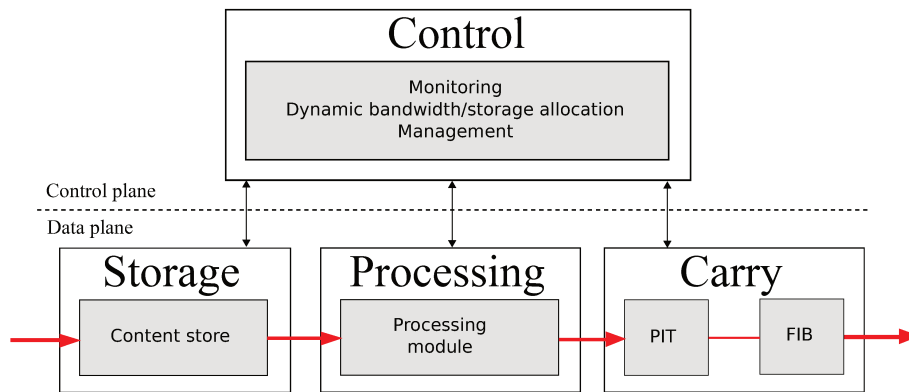 Control
Monitoring
Dynamic bandwidth/storage allocation
Management
Control plane
Data plane
Storage
Content store
Processing
Processing
module
Carry
PIT
FIB